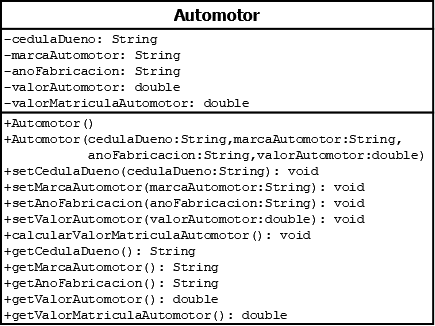 Automotor
-cedulaDueno: String
-marcaAutomotor: String
-anoFabricacion: String
-valorAutomotor: double
-valorMatriculaAutomotor: double
+Automotor()
+Automotor(cedulaDueno:String,marcaAutomotor:String,
anoFabricacion:String,valorAutomotor:double)
+setCedulaDueno(cedulaDueno:String): void
+setMarcaAutomotor(marcaAutomotor:String): void
+setAnoFabricacion(anoFabricacion:String): void
+setValorAutomotor(valorAutomotor:double): void
+calcularValorMatriculaAutomotor(): void
+getCedulaDueno(): String
+getMarcaAutomotor(): String
+getAnoFabricacion(): String
+getValorAutomotor(): double
+getValorMatriculaAutomotor(): double